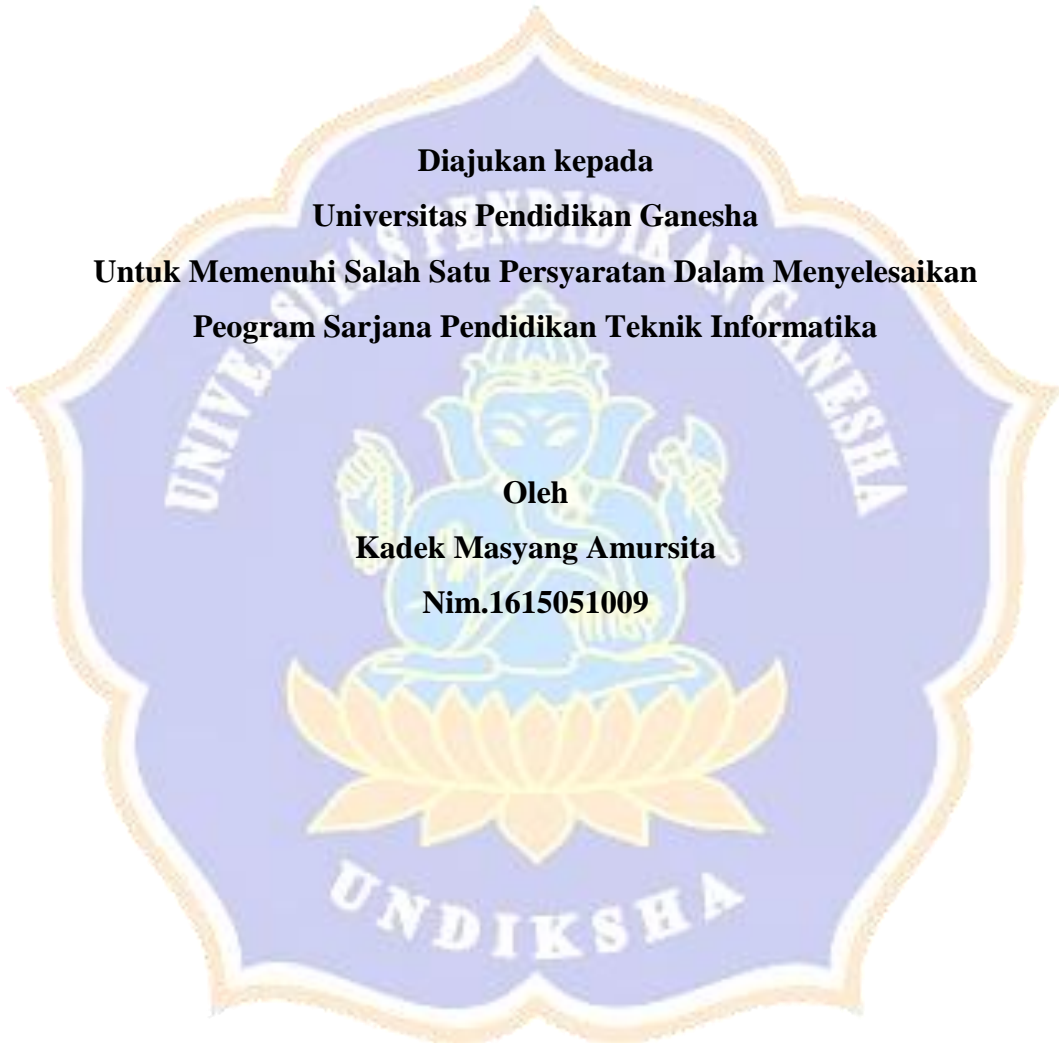 Diajukan kepada
Universitas Pendidikan Ganesha
Untuk Memenuhi Salah Satu Persyaratan Dalam Menyelesaikan
Peogram Sarjana Pendidikan Teknik Informatika
UNIVERSITAS PENDIDIKAN GANESHA
Oleh
Kadek Masyang Amursita
Nim.1615051009
UNDIKSHA